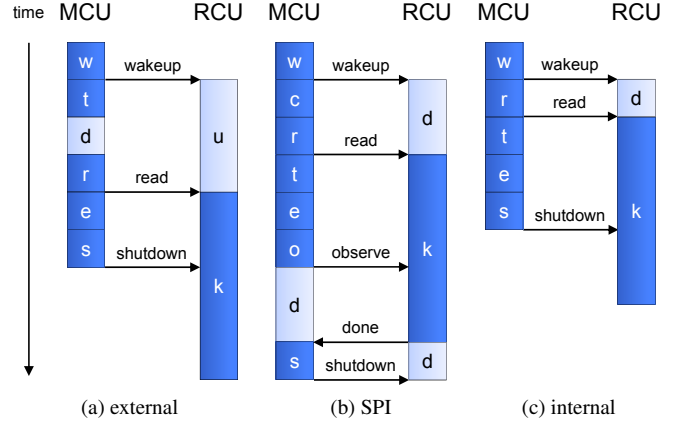 time MCU RCU MCU RCU MCU RCU
w wakeup w wakeup w wakeup
t c r d
d u r d t read
r read t read e
e e s shutdown k
s shutdown o observe k
k d done
s shutdown d
(a) external (b) SPI (c) internal